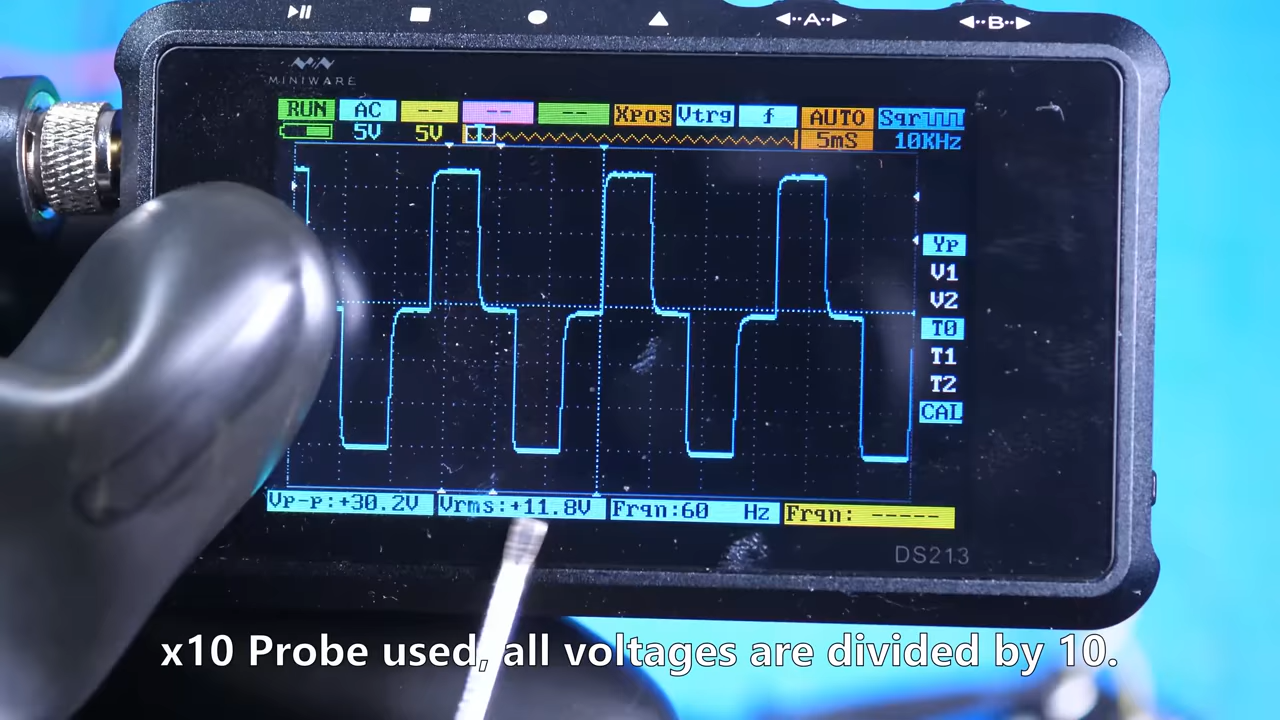 A
B
MINIWARE
RUN AC -- -- -- Xpos Vtrg f AUTO Sqr
5V 5V T 5mS 10KHz
Yp
V1
V2
T0
T1
T2
CAL
Vp-p:+30.2V Vrms:+11.8V Frqn:60 Hz Frqn: -----
DS213
x10 Probe used, all voltages are divided by 10.